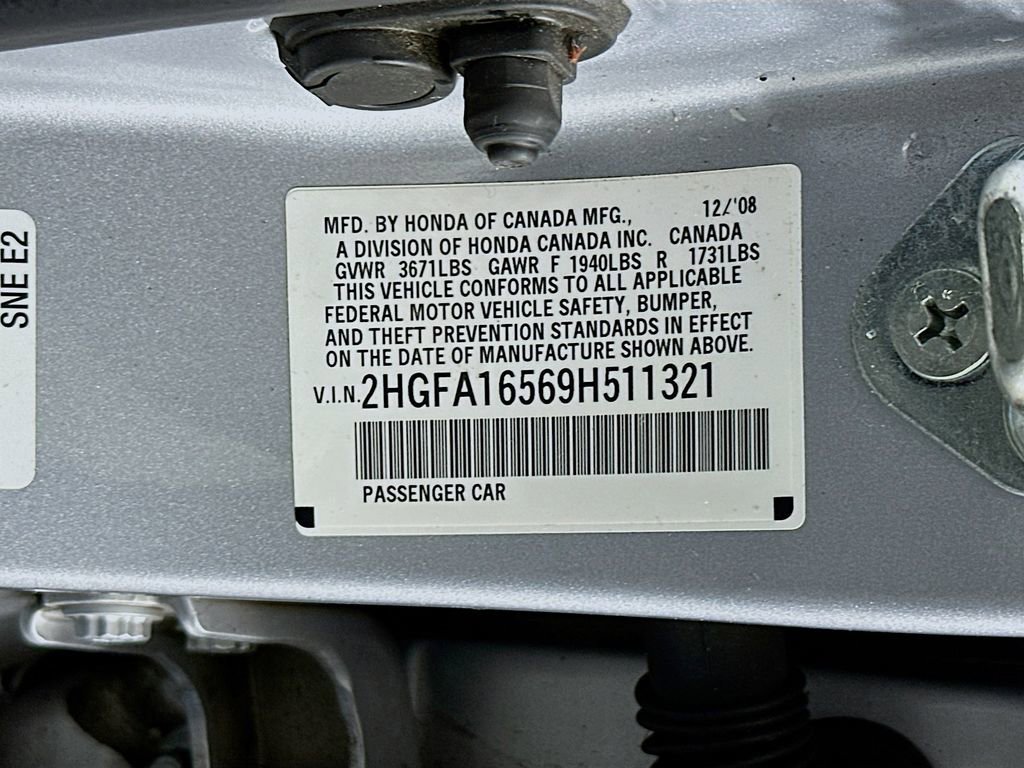 SNE E2
12/'08
MFD. BY HONDA OF CANADA MFG.,
A DIVISION OF HONDA CANADA INC. CANADA
GVWR 3671LBS GAWR F 1940LBS R 1731LBS
THIS VEHICLE CONFORMS TO ALL APPLICABLE
FEDERAL MOTOR VEHICLE SAFETY, BUMPER,
AND THEFT PREVENTION STANDARDS IN EFFECT
ON THE DATE OF MANUFACTURE SHOWN ABOVE.
V.I.N. 2HGFA16569H511321
PASSENGER CAR